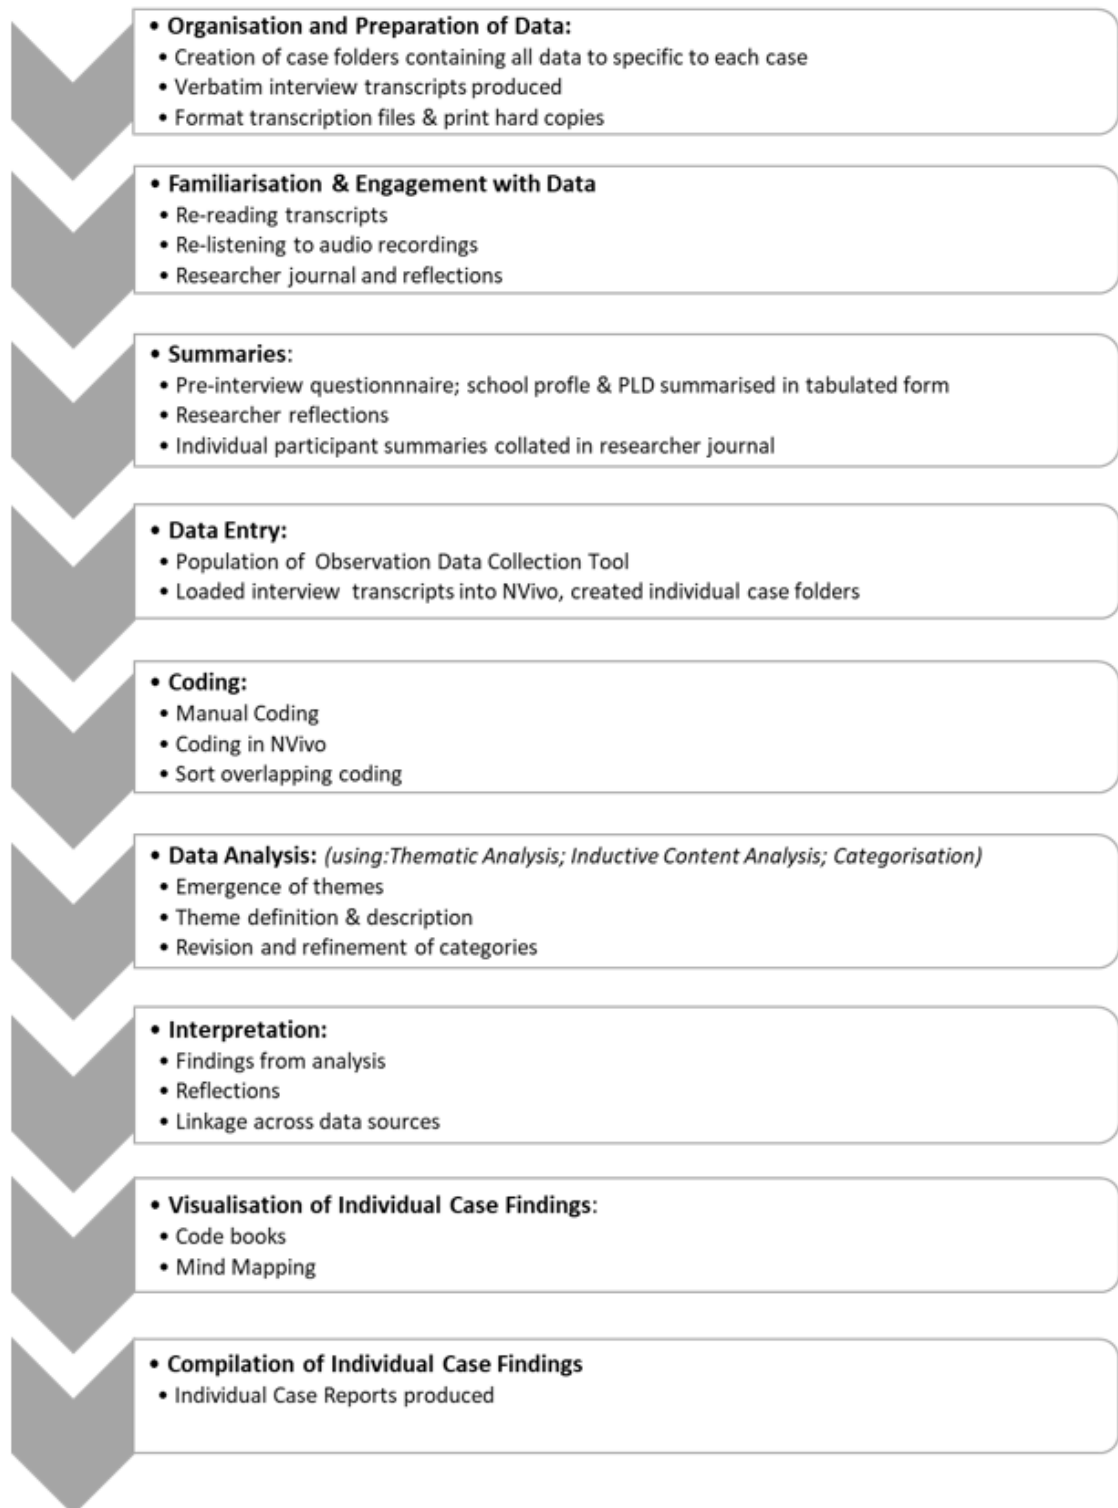 • Organisation and Preparation of Data:
• Creation of case folders containing all data to specific to each case
• Verbatim interview transcripts produced
• Format transcription files & print hard copies
• Familiarisation & Engagement with Data
• Re-reading transcripts
• Re-listening to audio recordings
• Researcher journal and reflections
• Summaries:
• Pre-interview questionnnaire; school profle & PLD summarised in tabulated form
• Researcher reflections
• Individual participant summaries collated in researcher journal
• Data Entry:
• Population of Observation Data Collection Tool
• Loaded interview transcripts into NVivo, created individual case folders
• Coding:
• Manual Coding
• Coding in NVivo
• Sort overlapping coding
• Data Analysis: (using:Thematic Analysis; Inductive Content Analysis; Categorisation)
• Emergence of themes
• Theme definition & description
• Revision and refinement of categories
• Interpretation:
• Findings from analysis
• Reflections
• Linkage across data sources
• Visualisation of Individual Case Findings:
• Code books
• Mind Mapping
• Compilation of Individual Case Findings
• Individual Case Reports produced